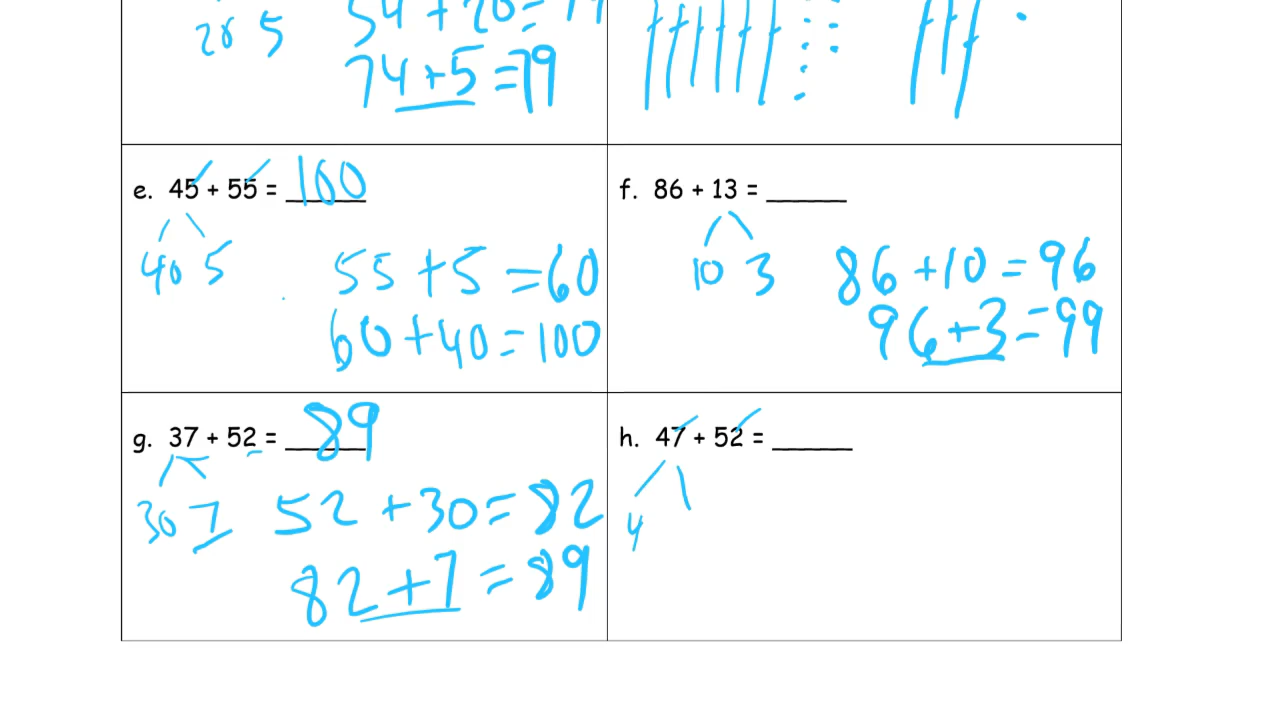 20 5
54 + 20 = 74
74 + 5 = 79
e. 45 + 55 = 100
40 5
55 + 5 = 60
60 + 40 = 100
f. 86 + 13 = ______
10 3
86 + 10 = 96
96 + 3 = 99
g. 37 + 52 = 89
30 7
52 + 30 = 82
82 + 7 = 89
h. 47 + 52 = ______
4